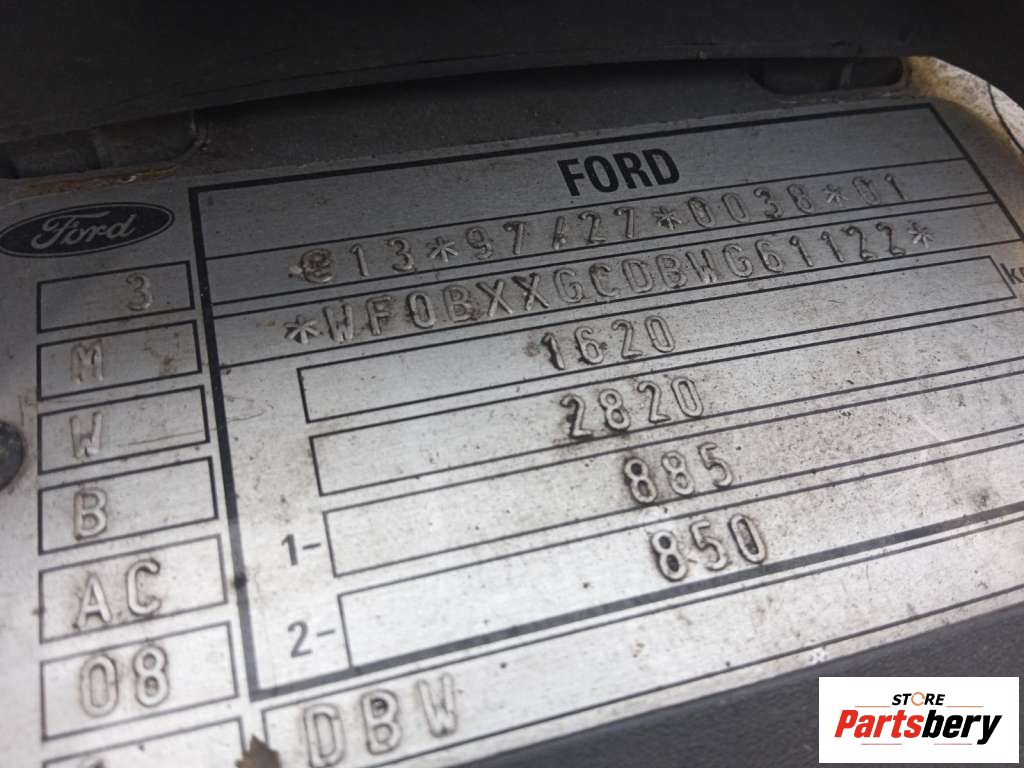 FORD
Ford
e13*97/27*0038*01
*WF0BXXGCDBWG61122*
3
1620
M
2820
W
1- 885
B
2- 850
AC
08
DBW
STORE
Partsbery